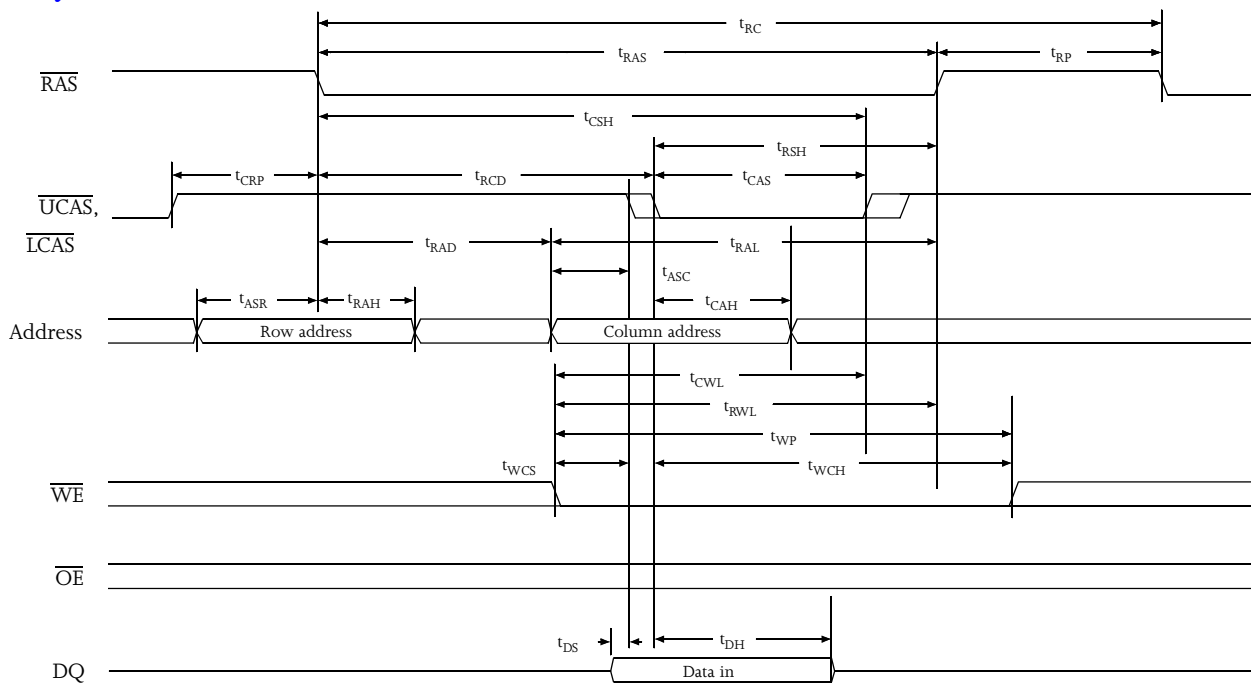 tRC
tRAS
tRP
RAS
tCSH
tRSH
tCRP
tRCD
tCAS
UCAS,
LCAS
tRAD
tRAL
tASC
tASR
tRAH
tCAH
Address
Row address
Column address
tCWL
tRWL
tWP
tWCS
tWCH
WE
OE
tDS
tDH
DQ
Data in